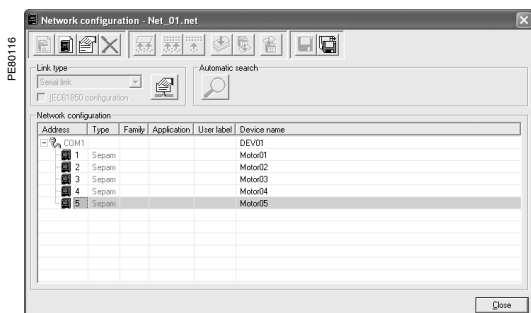 PE80116
Network configuration - Net_01.net
Link type
Serial link
IEC61850 configuration
Automatic search
Network configuration
Address Type Family Application User label Device name
COM1 DEV01
1 Sepam Motor01
2 Sepam Motor02
3 Sepam Motor03
4 Sepam Motor04
5 Sepam Motor05
Close